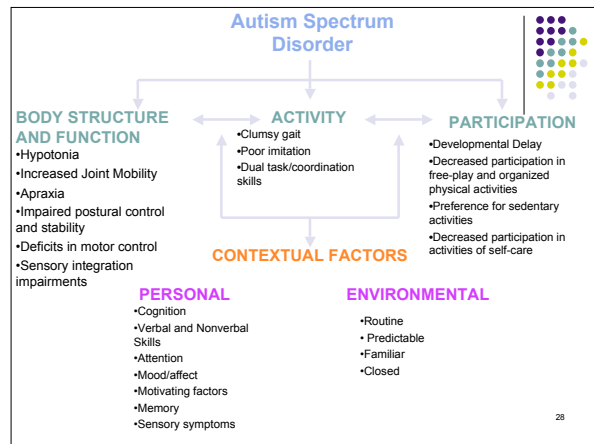 Autism Spectrum
Disorder
BODY STRUCTURE
AND FUNCTION
•Hypotonia
•Increased Joint Mobility
•Apraxia
•Impaired postural control
and stability
•Deficits in motor control
•Sensory integration
impairments
ACTIVITY
•Clumsy gait
•Poor imitation
•Dual task/coordination
skills
PARTICIPATION
•Developmental Delay
•Decreased participation in
free-play and organized
physical activities
•Preference for sedentary
activities
•Decreased participation in
activities of self-care
CONTEXTUAL FACTORS
PERSONAL
•Cognition
•Verbal and Nonverbal
Skills
•Attention
•Mood/affect
•Motivating factors
•Memory
•Sensory symptoms
ENVIRONMENTAL
•Routine
• Predictable
•Familiar
•Closed
28